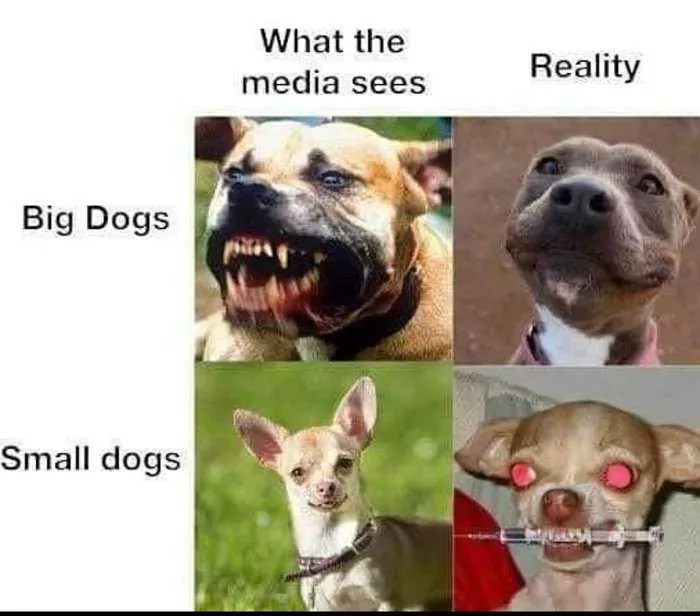 What the
media sees
Reality
Big Dogs
Small dogs